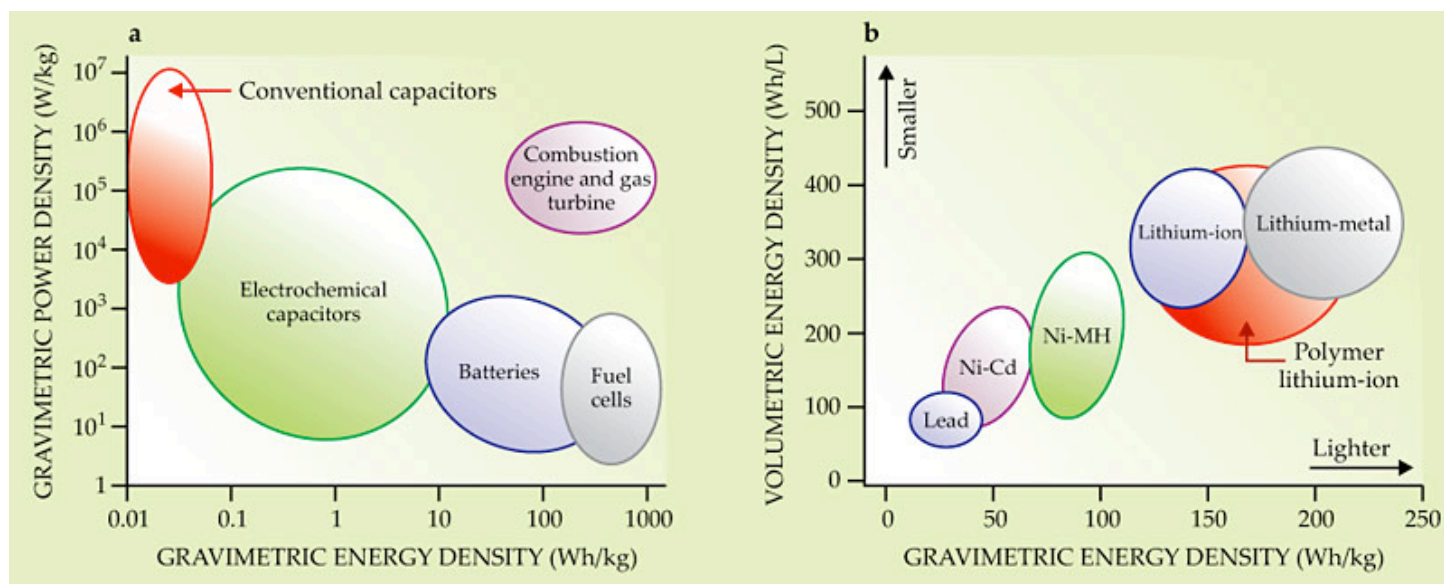 a
GRAVIMETRIC POWER DENSITY (W/kg)
10⁷
10⁶
10⁵
10⁴
10³
10²
10¹
1
Conventional capacitors
Combustion
engine and gas
turbine
Electrochemical
capacitors
Batteries
Fuel
cells
0.01
0.1
1
10
100
1000
GRAVIMETRIC ENERGY DENSITY (Wh/kg)
b
VOLUMETRIC ENERGY DENSITY (Wh/L)
500
400
300
200
100
0
Smaller
Lithium-ion
Lithium-metal
Ni-MH
Ni-Cd
Lead
Polymer
lithium-ion
Lighter
0
50
100
150
200
250
GRAVIMETRIC ENERGY DENSITY (Wh/kg)